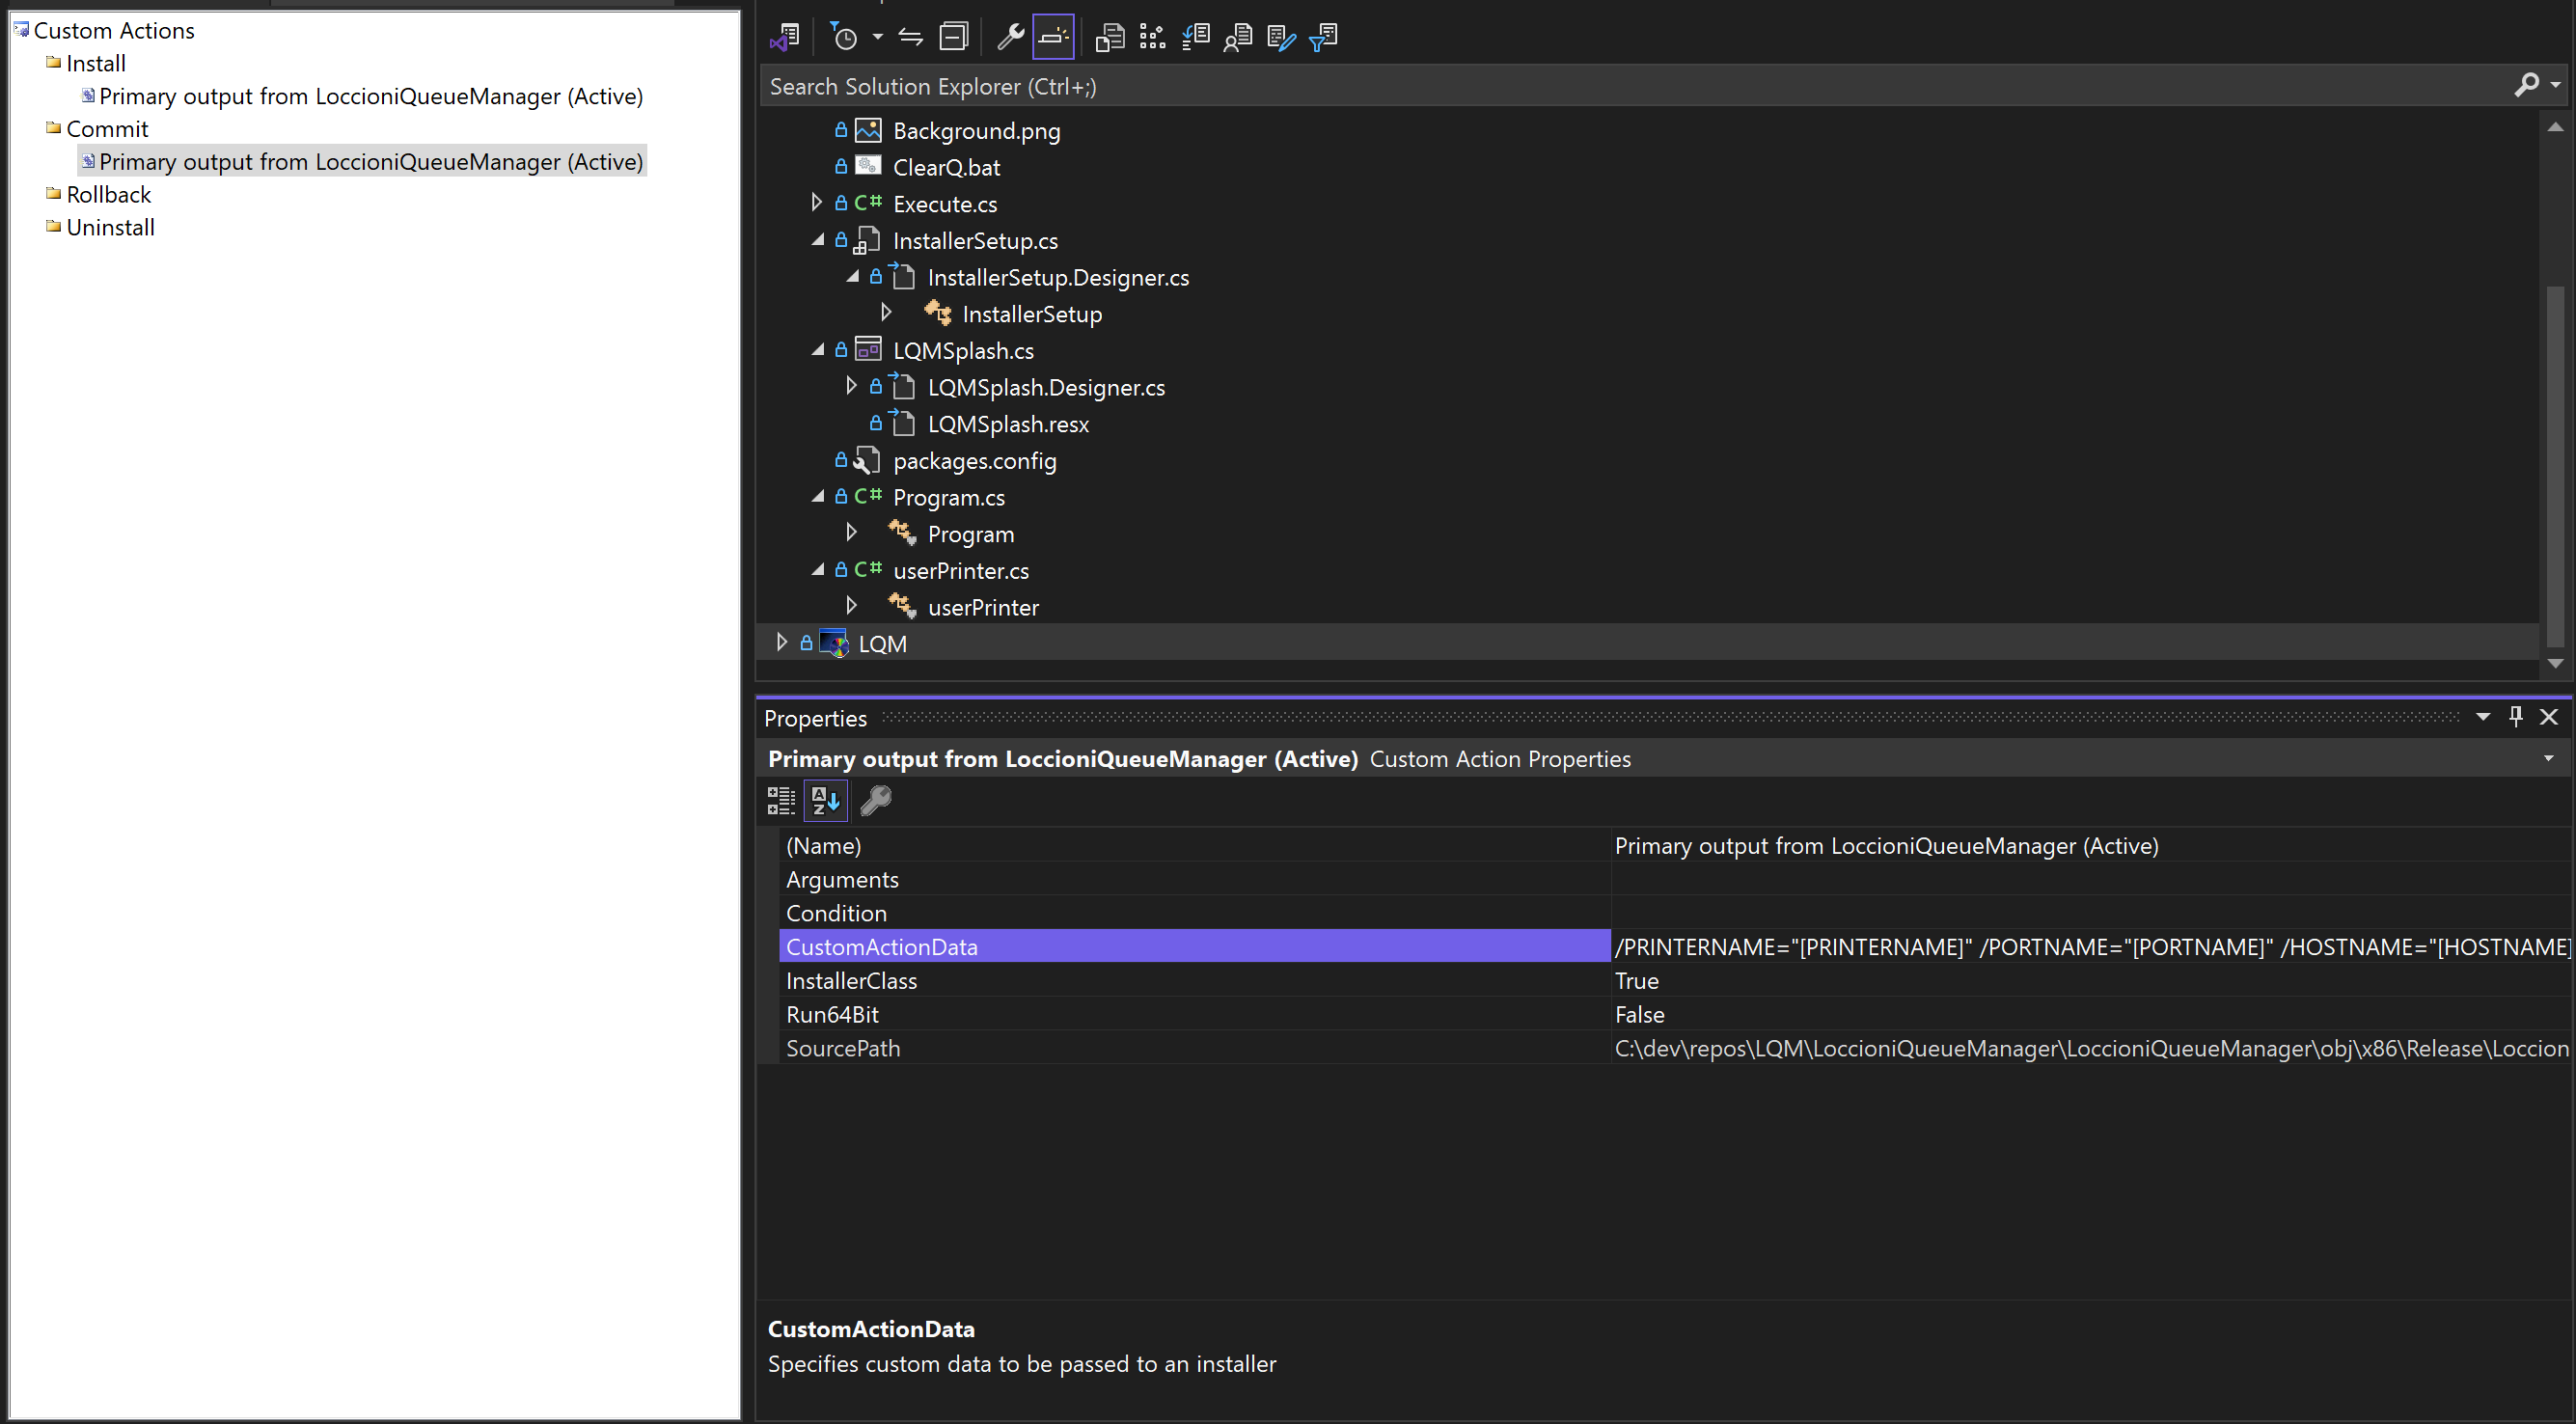 Custom Actions
Install
Primary output from LoccioniQueueManager (Active)
Commit
Primary output from LoccioniQueueManager (Active)
Rollback
Uninstall
Search Solution Explorer (Ctrl+;)
Background.png
ClearQ.bat
C# Execute.cs
InstallerSetup.cs
InstallerSetup.Designer.cs
InstallerSetup
LQMSplash.cs
LQMSplash.Designer.cs
LQMSplash.resx
packages.config
C# Program.cs
Program
C# userPrinter.cs
userPrinter
LQM
Properties
Primary output from LoccioniQueueManager (Active) Custom Action Properties
(Name) Primary output from LoccioniQueueManager (Active)
Arguments
Condition
CustomActionData /PRINTERNAME="[PRINTERNAME]" /PORTNAME="[PORTNAME]" /HOSTNAME="[HOSTNAME]
InstallerClass True
Run64Bit False
SourcePath C:\dev\repos\LQM\LoccioniQueueManager\LoccioniQueueManager\obj\x86\Release\Loccion
CustomActionData
Specifies custom data to be passed to an installer